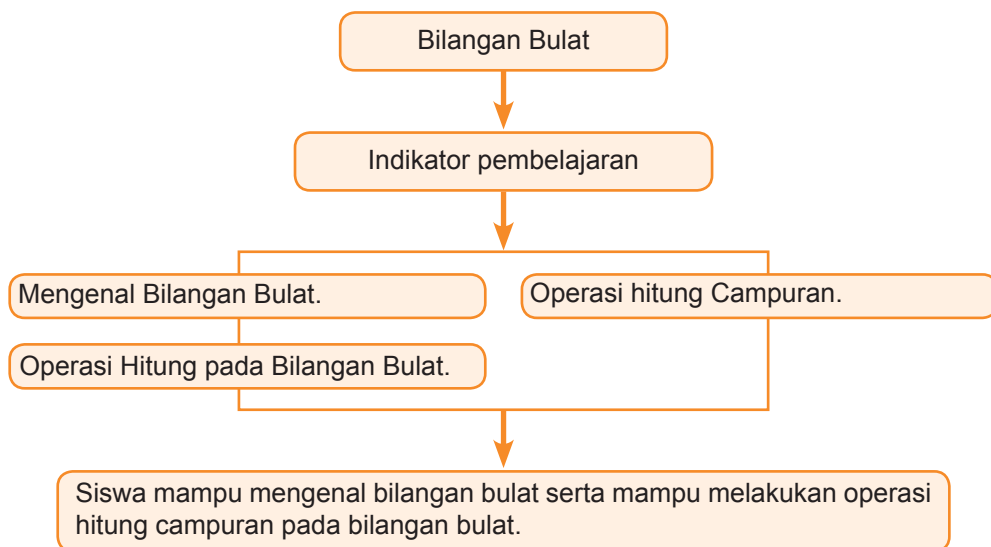 Bilangan Bulat
Indikator pembelajaran
Mengenal Bilangan Bulat.
Operasi hitung Campuran.
Operasi Hitung pada Bilangan Bulat.
Siswa mampu mengenal bilangan bulat serta mampu melakukan operasi
hitung campuran pada bilangan bulat.